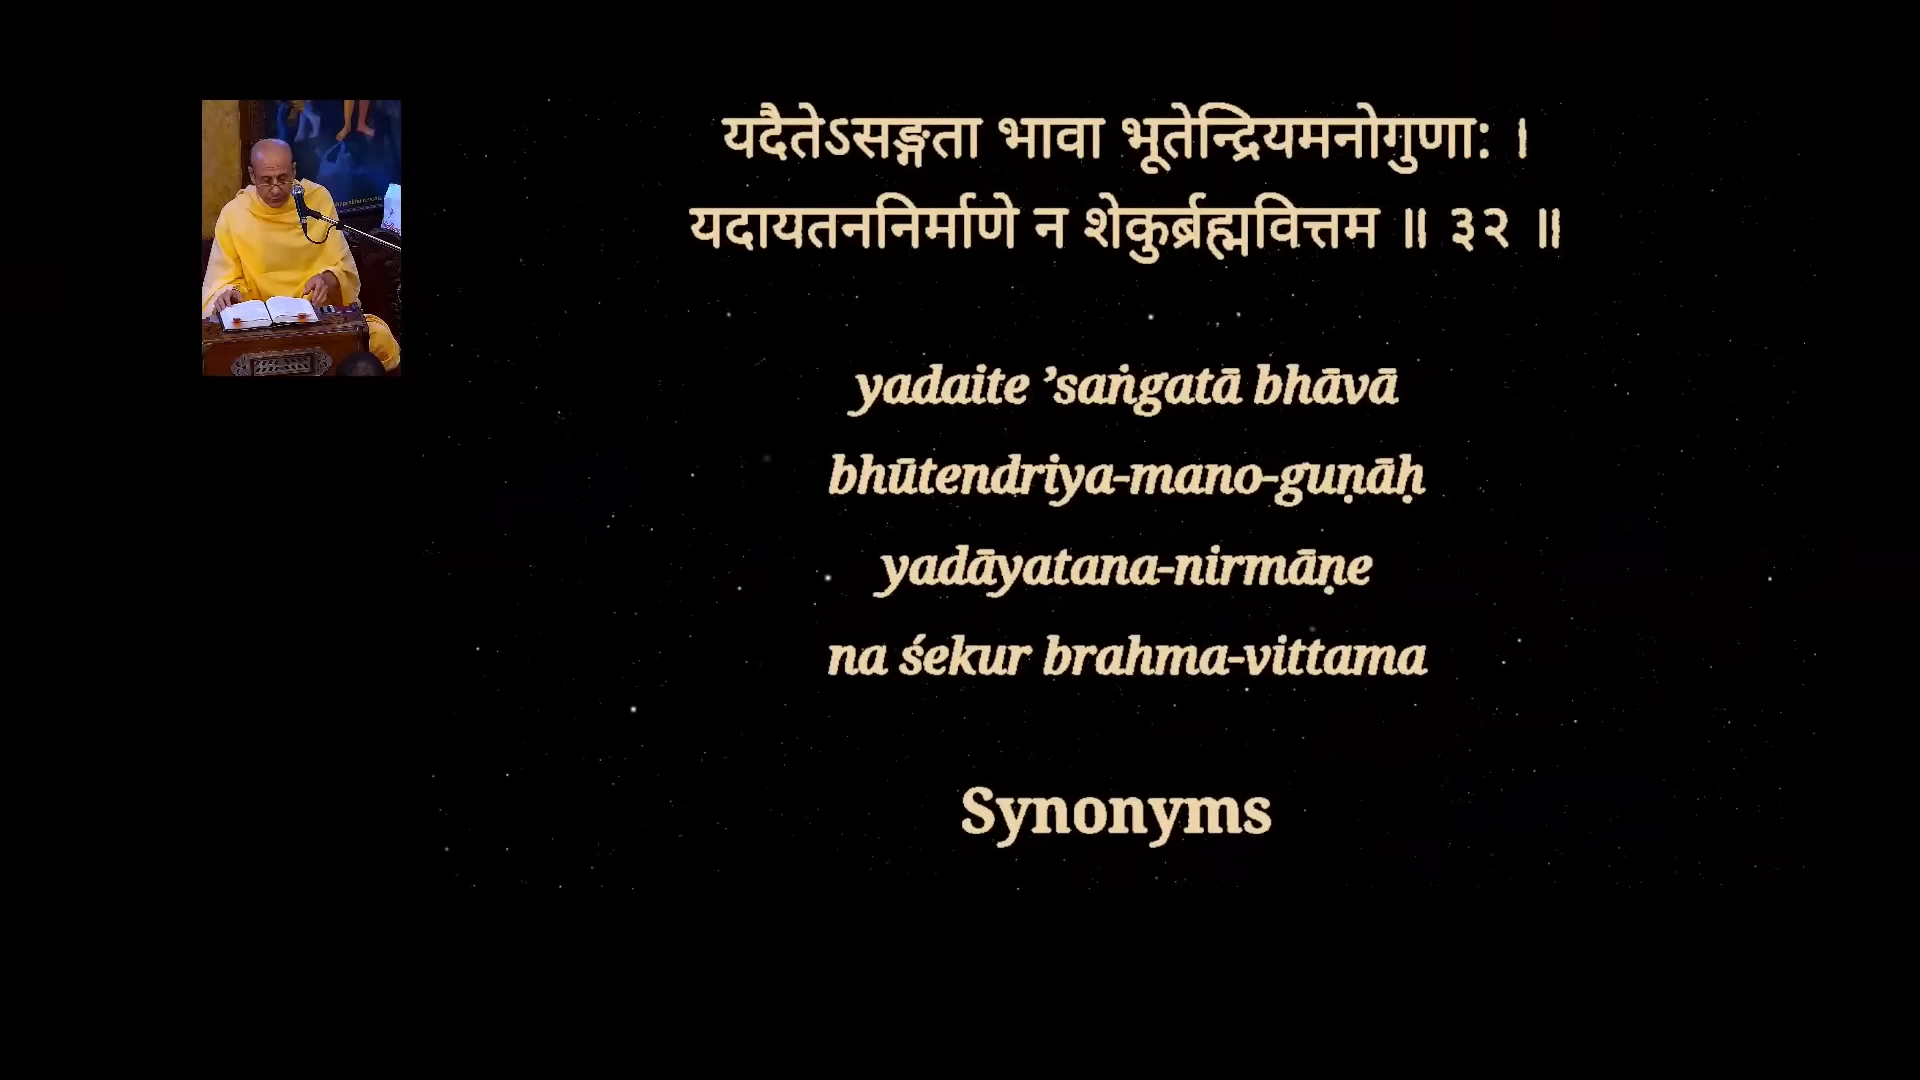 यदैतेऽसङ्गता भावा भूतेन्द्रियमनोगुणा: ।
यदायतननिर्माणे न शेकुर्ब्रह्मवित्तम ॥ ३२ ॥
yadaite ’saṅgatā bhāvā
bhūtendriya-mano-guṇāḥ
yadāyatana-nirmāṇe
na śekur brahma-vittama
Synonyms